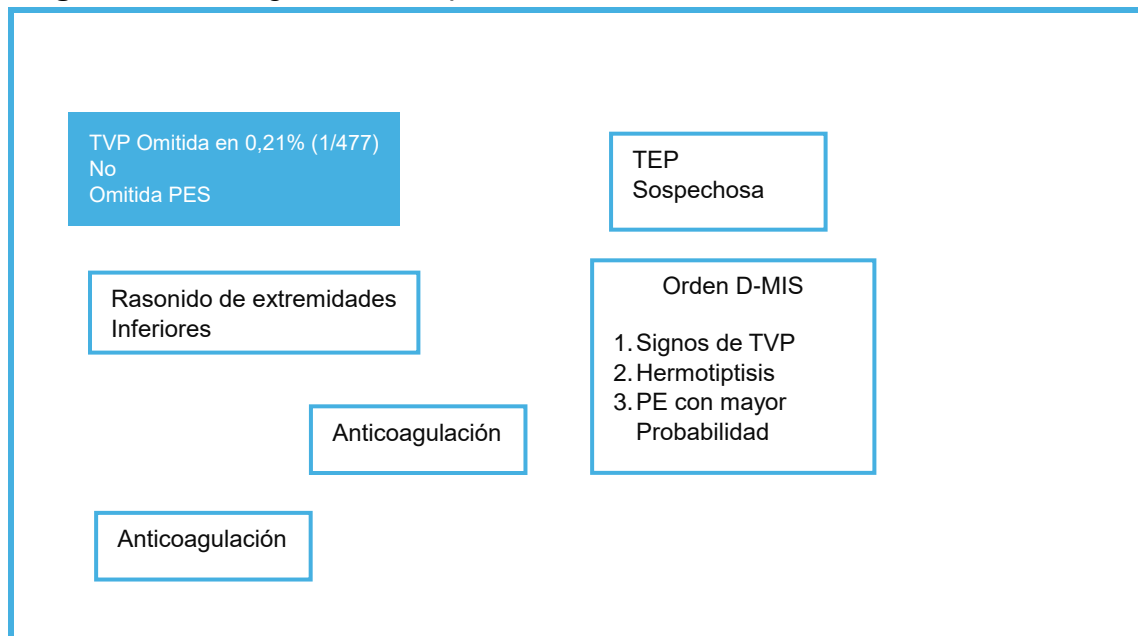 TVP Omitida en 0,21% (1/477)
No
Omitida PES
TEP
Sospechosa
Rasonido de extremidades
Inferiores
Orden D-MIS
1. Signos de TVP
2. Hermotiptisis
3. PE con mayor
Probabilidad
Anticoagulación
Anticoagulación